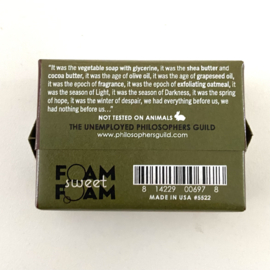 "It was the vegetable soap with glycerine, it was the shea butter and
cocoa butter, it was the age of olive oil, it was the age of grapeseed oil,
it was the epoch of fragrance, it was the epoch of exfoliating oatmeal, it
was the season of Light, it was the season of Darkness, it was the spring
of hope, it was the winter of despair, we had everything before us, we
had nothing before us..."
NOT TESTED ON ANIMALS
THE UNEMPLOYED PHILOSOPHERS GUILD
www.philosophersguild.com
FOAM
sweet
FOAM
8 14229 00697 8
MADE IN USA #5522